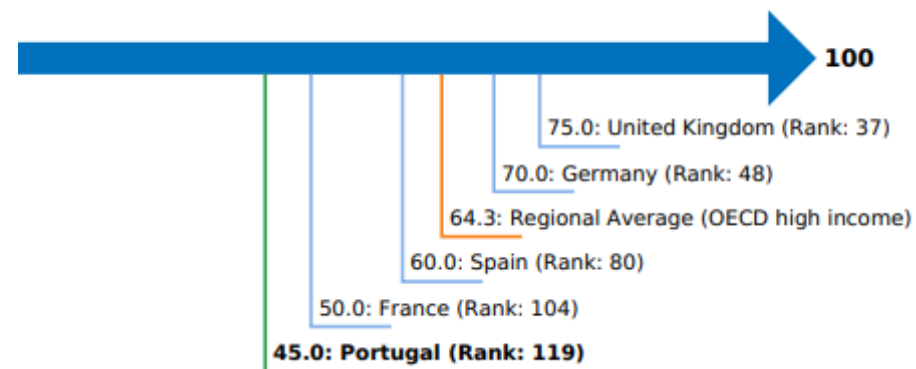 100
75.0: United Kingdom (Rank: 37)
70.0: Germany (Rank: 48)
64.3: Regional Average (OECD high income)
60.0: Spain (Rank: 80)
50.0: France (Rank: 104)
45.0: Portugal (Rank: 119)